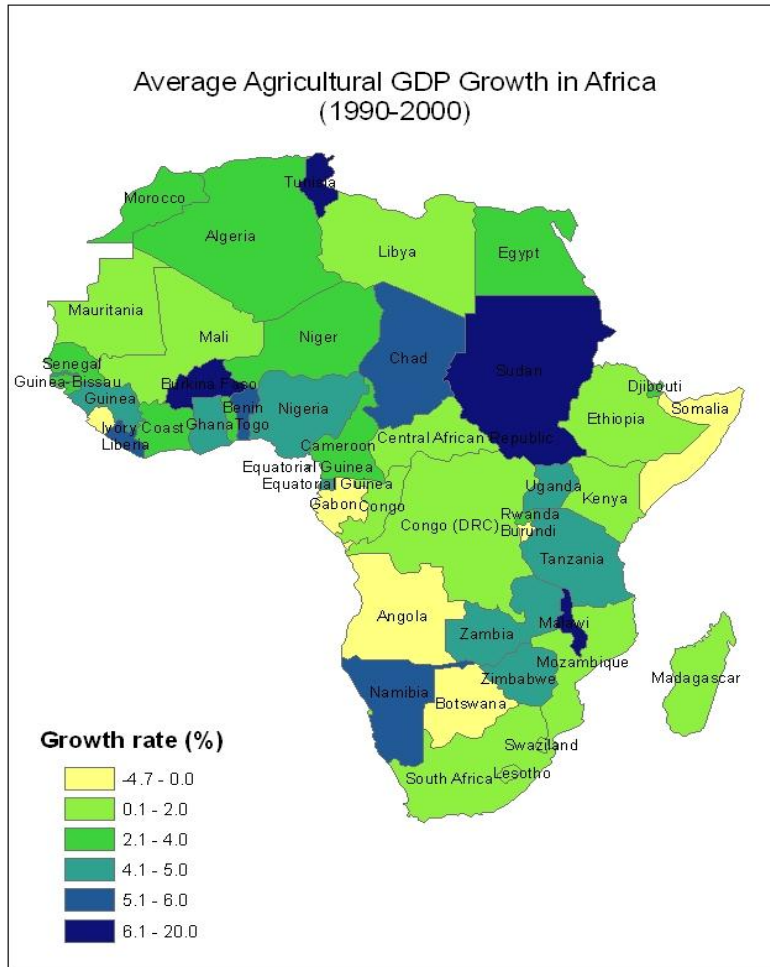 Average Agricultural GDP Growth in Africa
(1990-2000)
Tunisia
Morocco
Algeria
Libya
Egypt
Mauritania
Mali
Niger
Chad
Sudan
Senegal
Guinea-Bissau
Guinea
Burkina Faso
Benin
Nigeria
Djibouti
Somalia
Ethiopia
Ivory Coast
Ghana
Togo
Liberia
Cameroon
Central African Republic
Equatorial Guinea
Equatorial Guinea
Gabon
Congo
Congo (DRC)
Uganda
Kenya
Rwanda
Burundi
Tanzania
Angola
Zambia
Malawi
Mozambique
Zimbabwe
Madagascar
Namibia
Botswana
Swaziland
Lesotho
South Africa
Growth rate (%)
-4.7 - 0.0
0.1 - 2.0
2.1 - 4.0
4.1 - 5.0
5.1 - 6.0
6.1 - 20.0